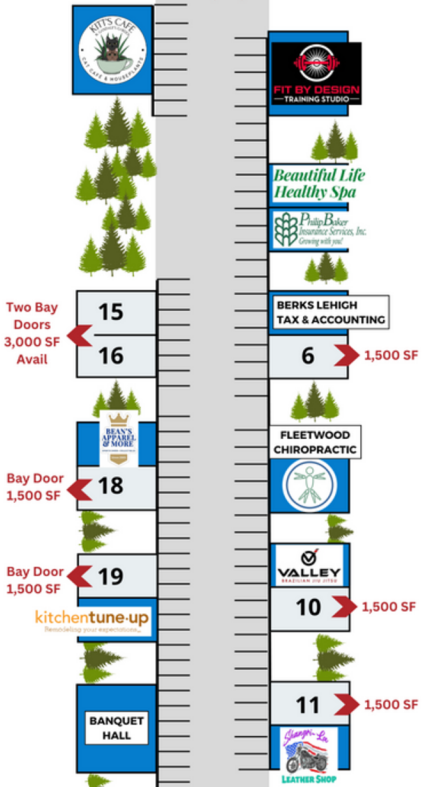 KITT'S CAFE
CAT CAFE & HOUSEPLANTS
FIT BY DESIGN
TRAINING STUDIO
Beautiful Life
Healthy Spa
Philip Baker
Insurance Services, Inc.
Growing with you!
Two Bay
Doors
3,000 SF
Avail
15
16
BERKS LEHIGH
TAX & ACCOUNTING
6
1,500 SF
BEAN'S
APPAREL
& MORE
FLEETWOOD
CHIROPRACTIC
Bay Door
1,500 SF
18
Bay Door
1,500 SF
19
VALLEY
BRAZILIAN JIU JITSU
kitchentune-up
Remodeling your expectations.
10
1,500 SF
11
1,500 SF
BANQUET
HALL
Shangri-La
LEATHER SHOP